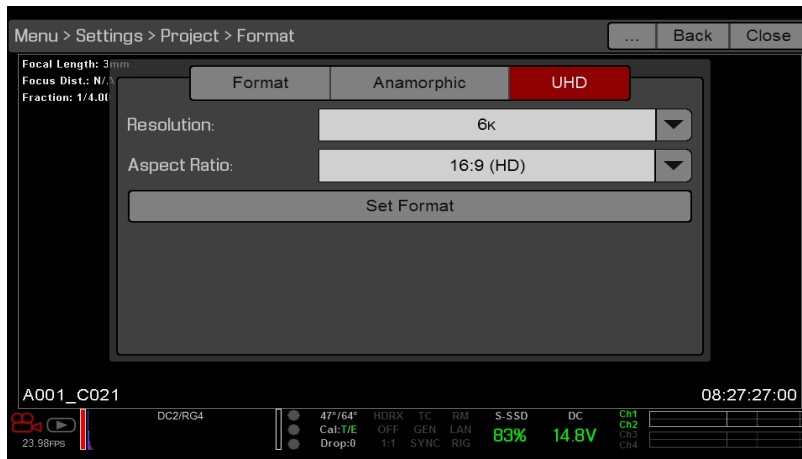 Menu > Settings > Project > Format ... Back Close
Focal Length: 3mm
Focus Dist.: N/A
Fraction: 1/4.00
Format Anamorphic UHD
Resolution: 6K
Aspect Ratio: 16:9 (HD)
Set Format
A001_C021 08:27:27:00
DC2/RG4 47°/64° HDRX TC RM S-SSD DC Ch1
Cal:T/E OFF GEN LAN 83% 14.8V Ch2
23.98FPS Drop:0 1:1 SYNC RIG Ch3
Ch4